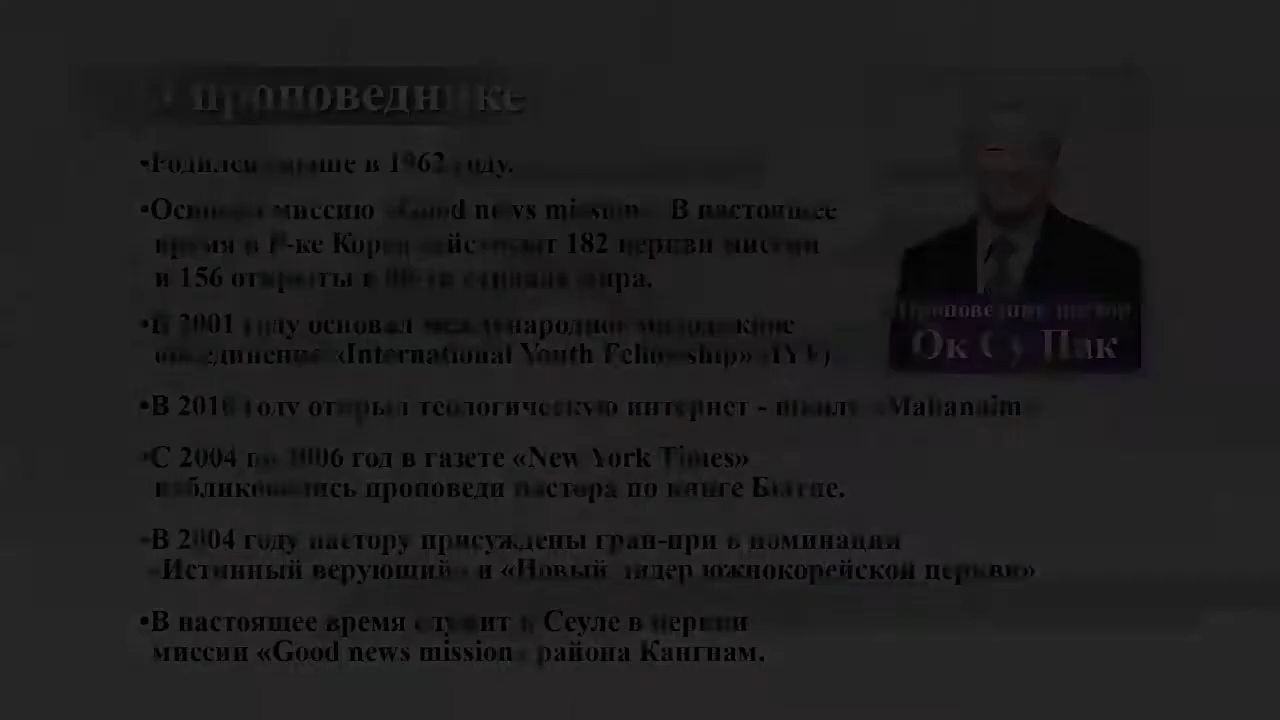 О проповеднике
•Родился свыше в 1962 году.
•Основал миссию «Good news mission». В настоящее
время в Р-ке Корея действуют 182 церкви миссии
и 156 открыты в странах мира.
•В 2001 году основал международное молодежное
объединение «International Youth Fellowship» (IYF)
•В году открыл теологическую интернет - школу «Mahanaim»
•С 2004 по 2006 год в газете «New York Times»
публиковались проповеди пастора по книге Бытие.
•В 2004 году пастору присуждены гран-при в номинации
«Истинный верующий» и «Новый лидер южнокорейской церкви»
•В настоящее время служит в Сеуле в церкви
миссии «Good news mission» района Кангнам.
Проповедник пастор
Ок Су Пак